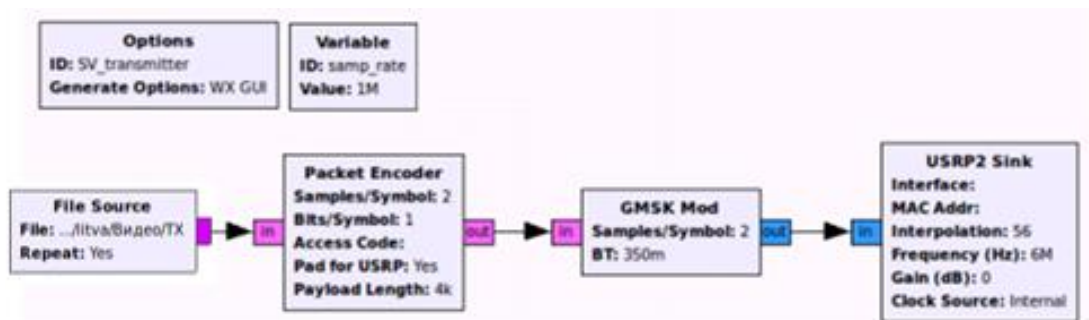 Options
ID: SV_transmitter
Generate Options: WX GUI
Variable
ID: samp_rate
Value: 1M
File Source
File: .../litva/Видео/TX
Repeat: Yes
Packet Encoder
Samples/Symbol: 2
Bits/Symbol: 1
Access Code:
Pad for USRP: Yes
Payload Length: 4k
in
out
GMSK Mod
Samples/Symbol: 2
BT: 350m
in
out
USRP2 Sink
Interface:
MAC Addr:
Interpolation: 56
Frequency (Hz): 6M
Gain (dB): 0
Clock Source: Internal
in